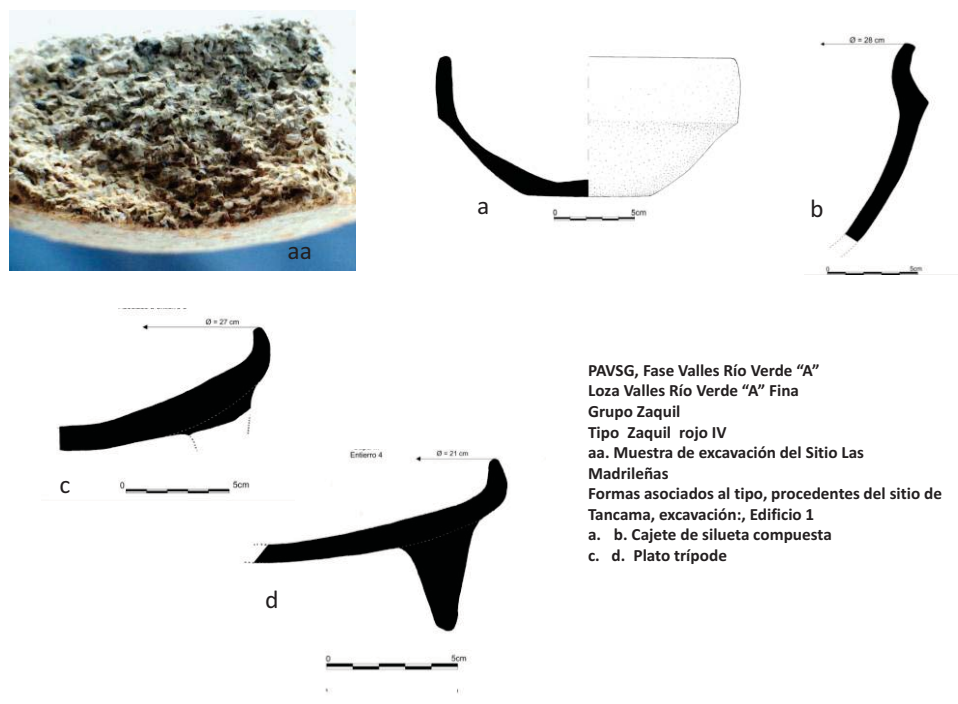 aa
a
0 5cm
Ø = 28 cm
b
0 5cm
Ø = 27 cm
c
0 5cm
Entierro 4
Ø = 21 cm
d
0 5cm
PAVSG, Fase Valles Río Verde “A”
Loza Valles Río Verde “A” Fina
Grupo Zaquil
Tipo Zaquil rojo IV
aa. Muestra de excavación del Sitio Las
Madrileñas
Formas asociados al tipo, procedentes del sitio de
Tancama, excavación:, Edificio 1
a. b. Cajete de silueta compuesta
c. d. Plato trípode